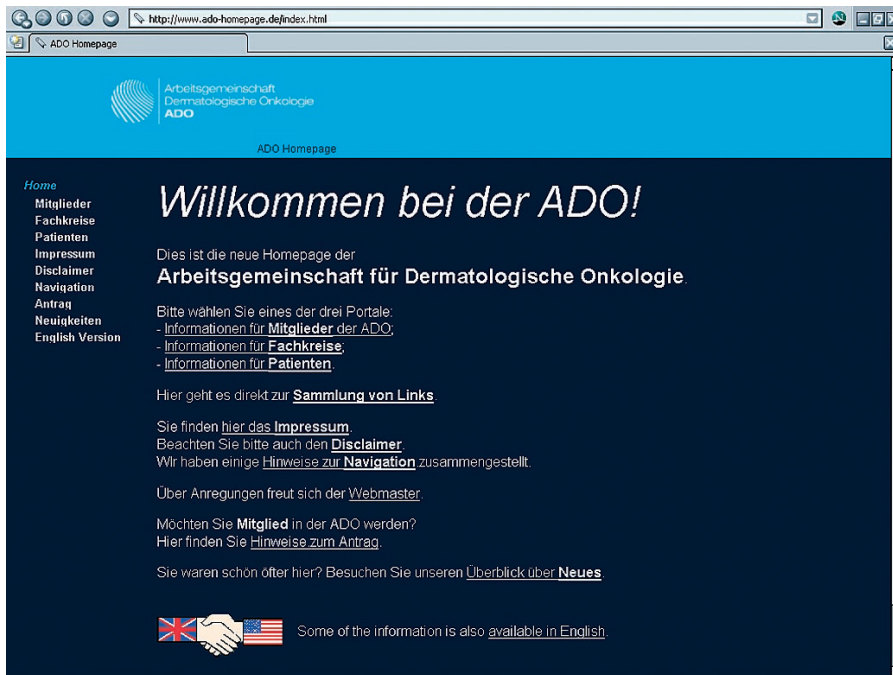 http://www.ado-homepage.de/index.html
ADO Homepage
Arbeitsgemeinschaft
Dermatologische Onkologie
ADO
ADO Homepage
Home
Mitglieder
Fachkreise
Patienten
Impressum
Disclaimer
Navigation
Antrag
Neuigkeiten
English Version
Willkommen bei der ADO!
Dies ist die neue Homepage der
Arbeitsgemeinschaft für Dermatologische Onkologie.
Bitte wählen Sie eines der drei Portale:
- Informationen für Mitglieder der ADO;
- Informationen für Fachkreise;
- Informationen für Patienten.
Hier geht es direkt zur Sammlung von Links.
Sie finden hier das Impressum.
Beachten Sie bitte auch den Disclaimer.
WIr haben einige Hinweise zur Navigation zusammengestellt.
Über Anregungen freut sich der Webmaster.
Möchten Sie Mitglied in der ADO werden?
Hier finden Sie Hinweise zum Antrag.
Sie waren schön öfter hier? Besuchen Sie unseren Überblick über Neues.
Some of the information is also available in English.